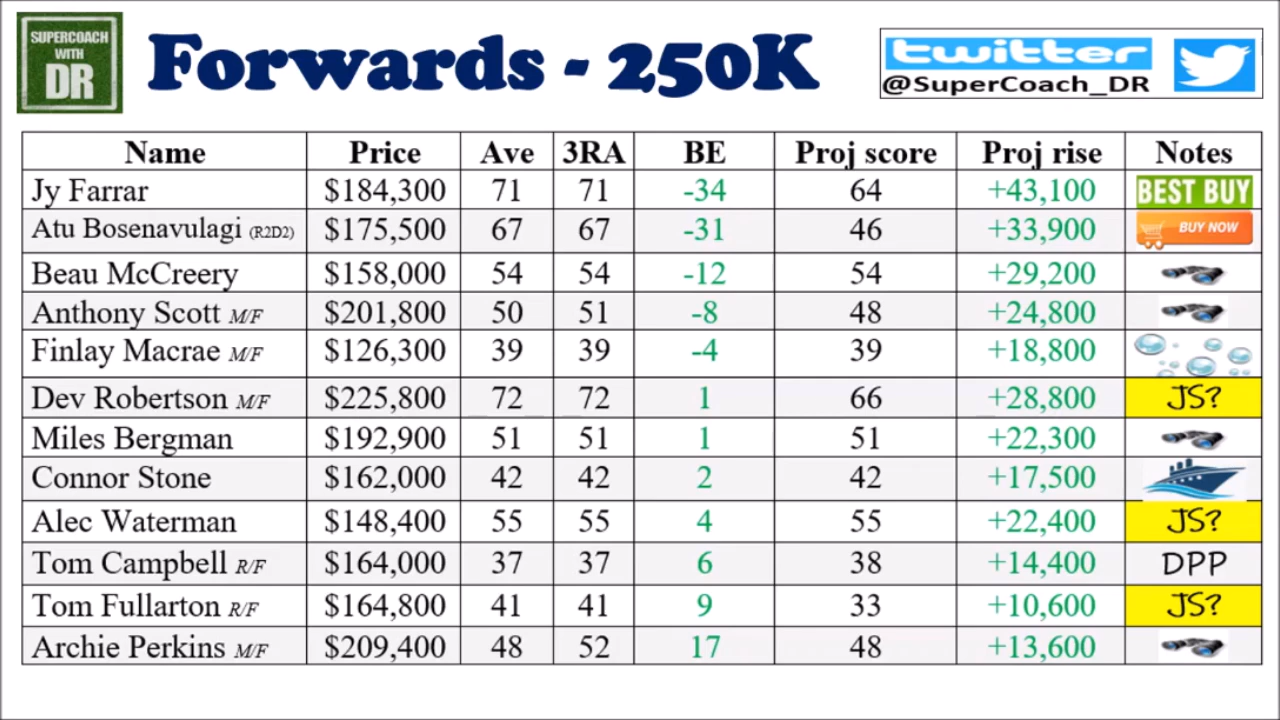 SUPERCOACH
WITH
DR
Forwards - 250K
twitter
@SuperCoach_DR
Name Price Ave 3RA BE Proj score Proj rise Notes
Jy Farrar $184,300 71 71 -34 64 +43,100 BEST BUY
Atu Bosenavulagi (R2D2) $175,500 67 67 -31 46 +33,900 BUY NOW
Beau McCreery $158,000 54 54 -12 54 +29,200
Anthony Scott M/F $201,800 50 51 -8 48 +24,800
Finlay Macrae M/F $126,300 39 39 -4 39 +18,800
Dev Robertson M/F $225,800 72 72 1 66 +28,800 JS?
Miles Bergman $192,900 51 51 1 51 +22,300
Connor Stone $162,000 42 42 2 42 +17,500
Alec Waterman $148,400 55 55 4 55 +22,400 JS?
Tom Campbell R/F $164,000 37 37 6 38 +14,400 DPP
Tom Fullarton R/F $164,800 41 41 9 33 +10,600 JS?
Archie Perkins M/F $209,400 48 52 17 48 +13,600